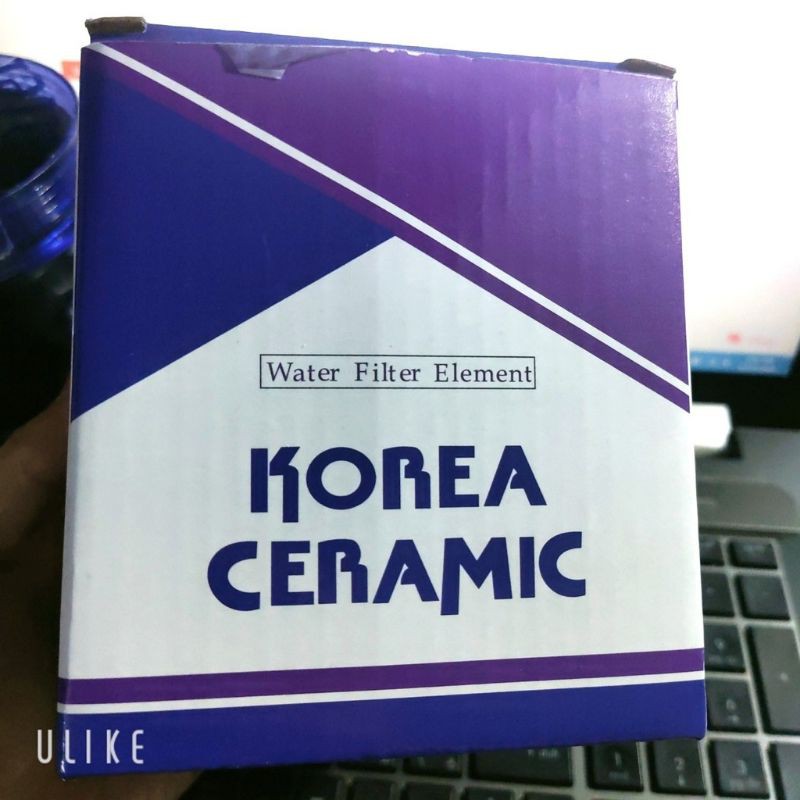 Water Filter Element
KOREA
CERAMIC
ULIKE